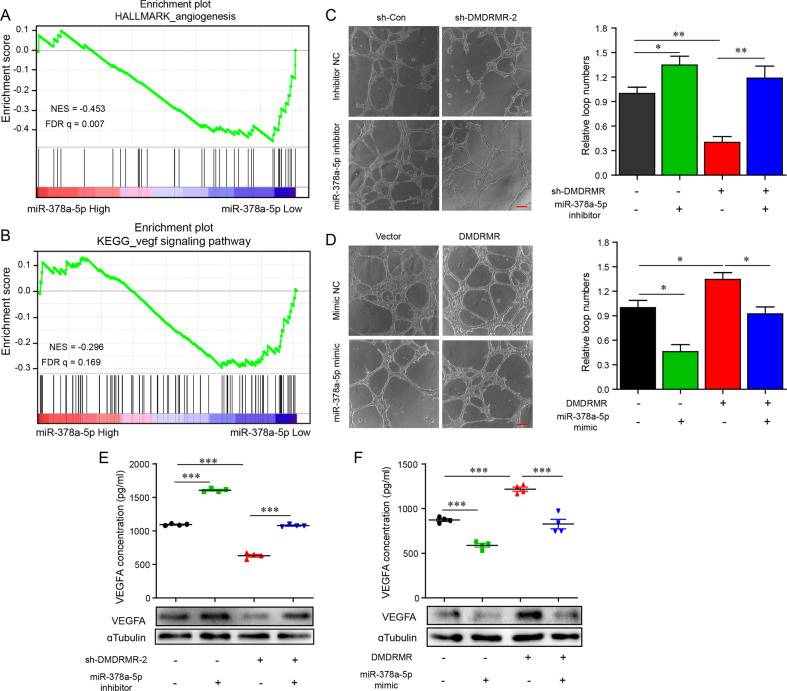 A
Enrichment plot
HALLMARK_angiogenesis
Enrichment score
0.1
0.0
-0.1
-0.2
-0.3
-0.4
NES = -0.453
FDR q = 0.007
miR-378a-5p High
miR-378a-5p Low
B
Enrichment plot
KEGG_vegf signaling pathway
Enrichment score
0.1
0.0
-0.1
-0.2
-0.3
NES = -0.296
FDR q = 0.169
miR-378a-5p High
miR-378a-5p Low
C
sh-Con
sh-DMDRMR-2
Inhibitor NC
miR-378a-5p inhibitor
Relative loop numbers
1.8
1.5
1.2
0.9
0.6
0.3
0.0
**
*
**
sh-DMDRMR - - + +
miR-378a-5p inhibitor - + - +
D
Vector
DMDRMR
Mimic NC
miR-378a-5p mimic
Relative loop numbers
1.8
1.5
1.2
0.9
0.6
0.3
0.0
*
*
*
DMDRMR - - + +
miR-378a-5p mimic - + - +
E
VEGFA concentration (pg/ml)
2000
1500
1000
500
0
***
***
***
VEGFA
αTubulin
sh-DMDRMR-2 - - + +
miR-378a-5p inhibitor - + - +
F
VEGFA concentration (pg/ml)
1500
1000
500
0
***
***
***
VEGFA
αTubulin
DMDRMR - - + +
miR-378a-5p mimic - + - +